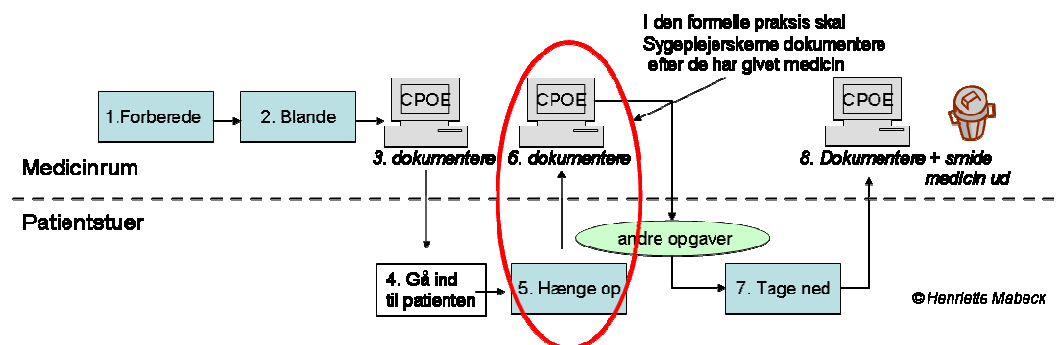 I den formelle praksis skal
Sygeplejerskerne dokumentere
efter de har givet medicin
1.Forberede
2. Blande
CPOE
3. dokumentere
CPOE
6. dokumentere
CPOE
8. Dokumentere + smide
medicin ud
Medicinrum
Patientstuer
andre opgaver
4. Gå ind
til patienten
5. Hænge op
7. Tage ned
© Henriette Mabeck